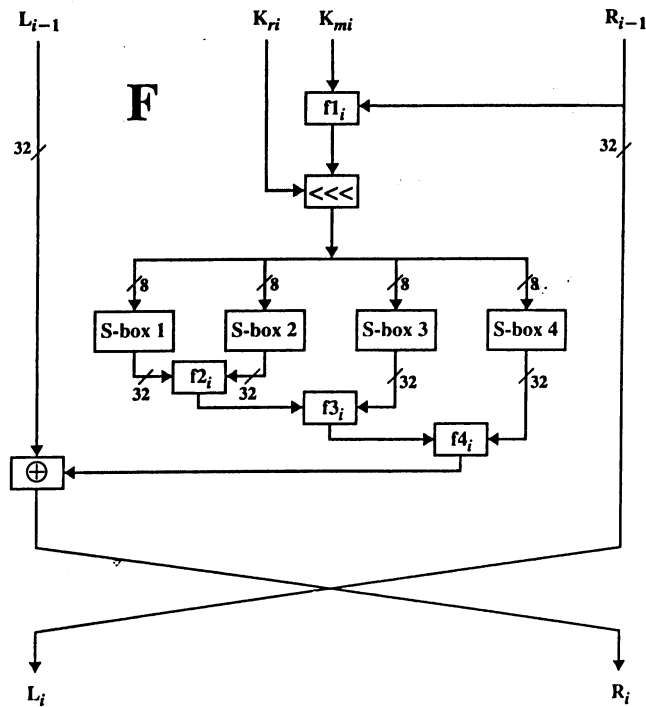 L_{i-1} K_{ri} K_{mi} R_{i-1}
F
f1_i
32 32
<<<
8 8 8 8
S-box 1 S-box 2 S-box 3 S-box 4
f2_i
32 32 32 32
f3_i
f4_i
⊕
L_i R_i